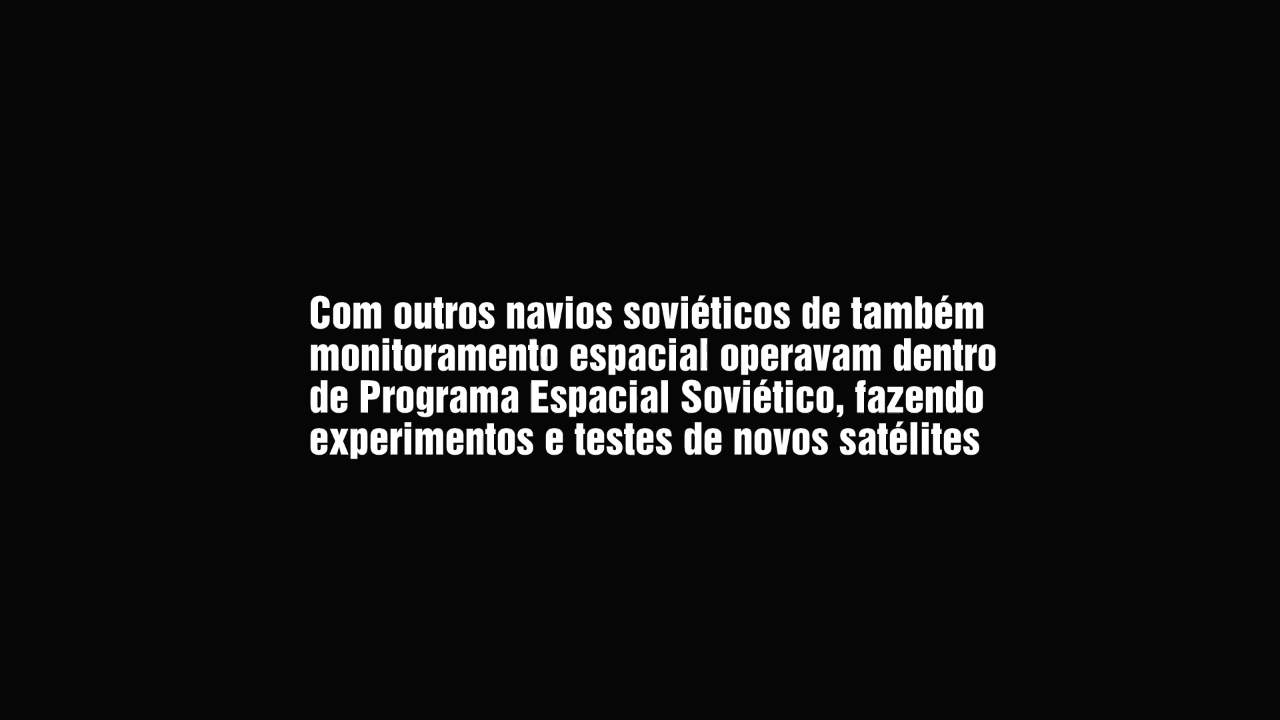 Com outros navios soviéticos de também
monitoramento espacial operavam dentro
de Programa Espacial Soviético, fazendo
experimentos e testes de novos satélites